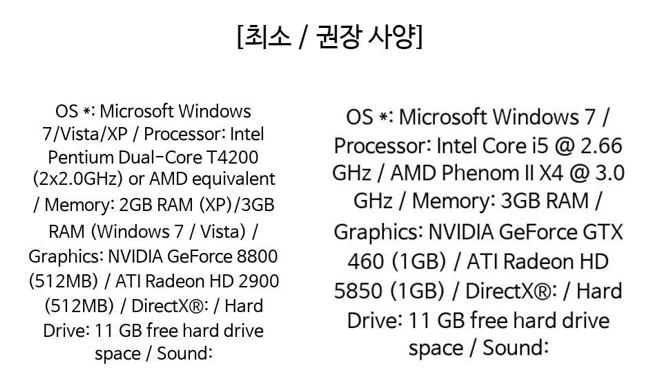 [최소 / 권장 사양]
OS *: Microsoft Windows
7/Vista/XP / Processor: Intel
Pentium Dual-Core T4200
(2x2.0GHz) or AMD equivalent
/ Memory: 2GB RAM (XP)/3GB
RAM (Windows 7 / Vista) /
Graphics: NVIDIA GeForce 8800
(512MB) / ATI Radeon HD 2900
(512MB) / DirectX®: / Hard
Drive: 11 GB free hard drive
space / Sound:
OS *: Microsoft Windows 7 /
Processor: Intel Core i5 @ 2.66
GHz / AMD Phenom II X4 @ 3.0
GHz / Memory: 3GB RAM /
Graphics: NVIDIA GeForce GTX
460 (1GB) / ATI Radeon HD
5850 (1GB) / DirectX®: / Hard
Drive: 11 GB free hard drive
space / Sound: